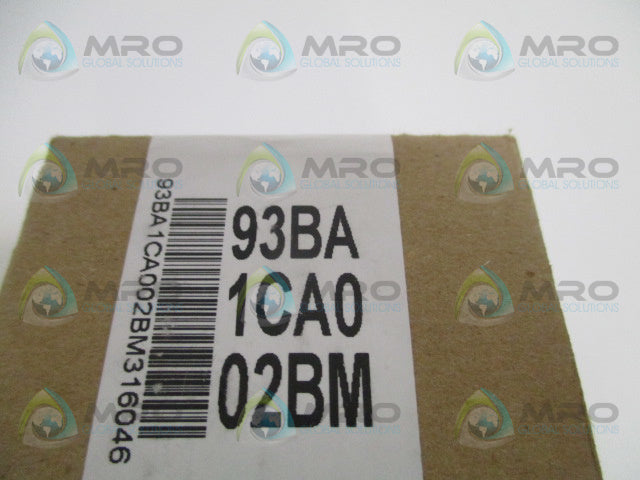 93BA1CA002BM316046
93BA
1CA0
02BM
MRO
GLOBAL SOLUTIONS